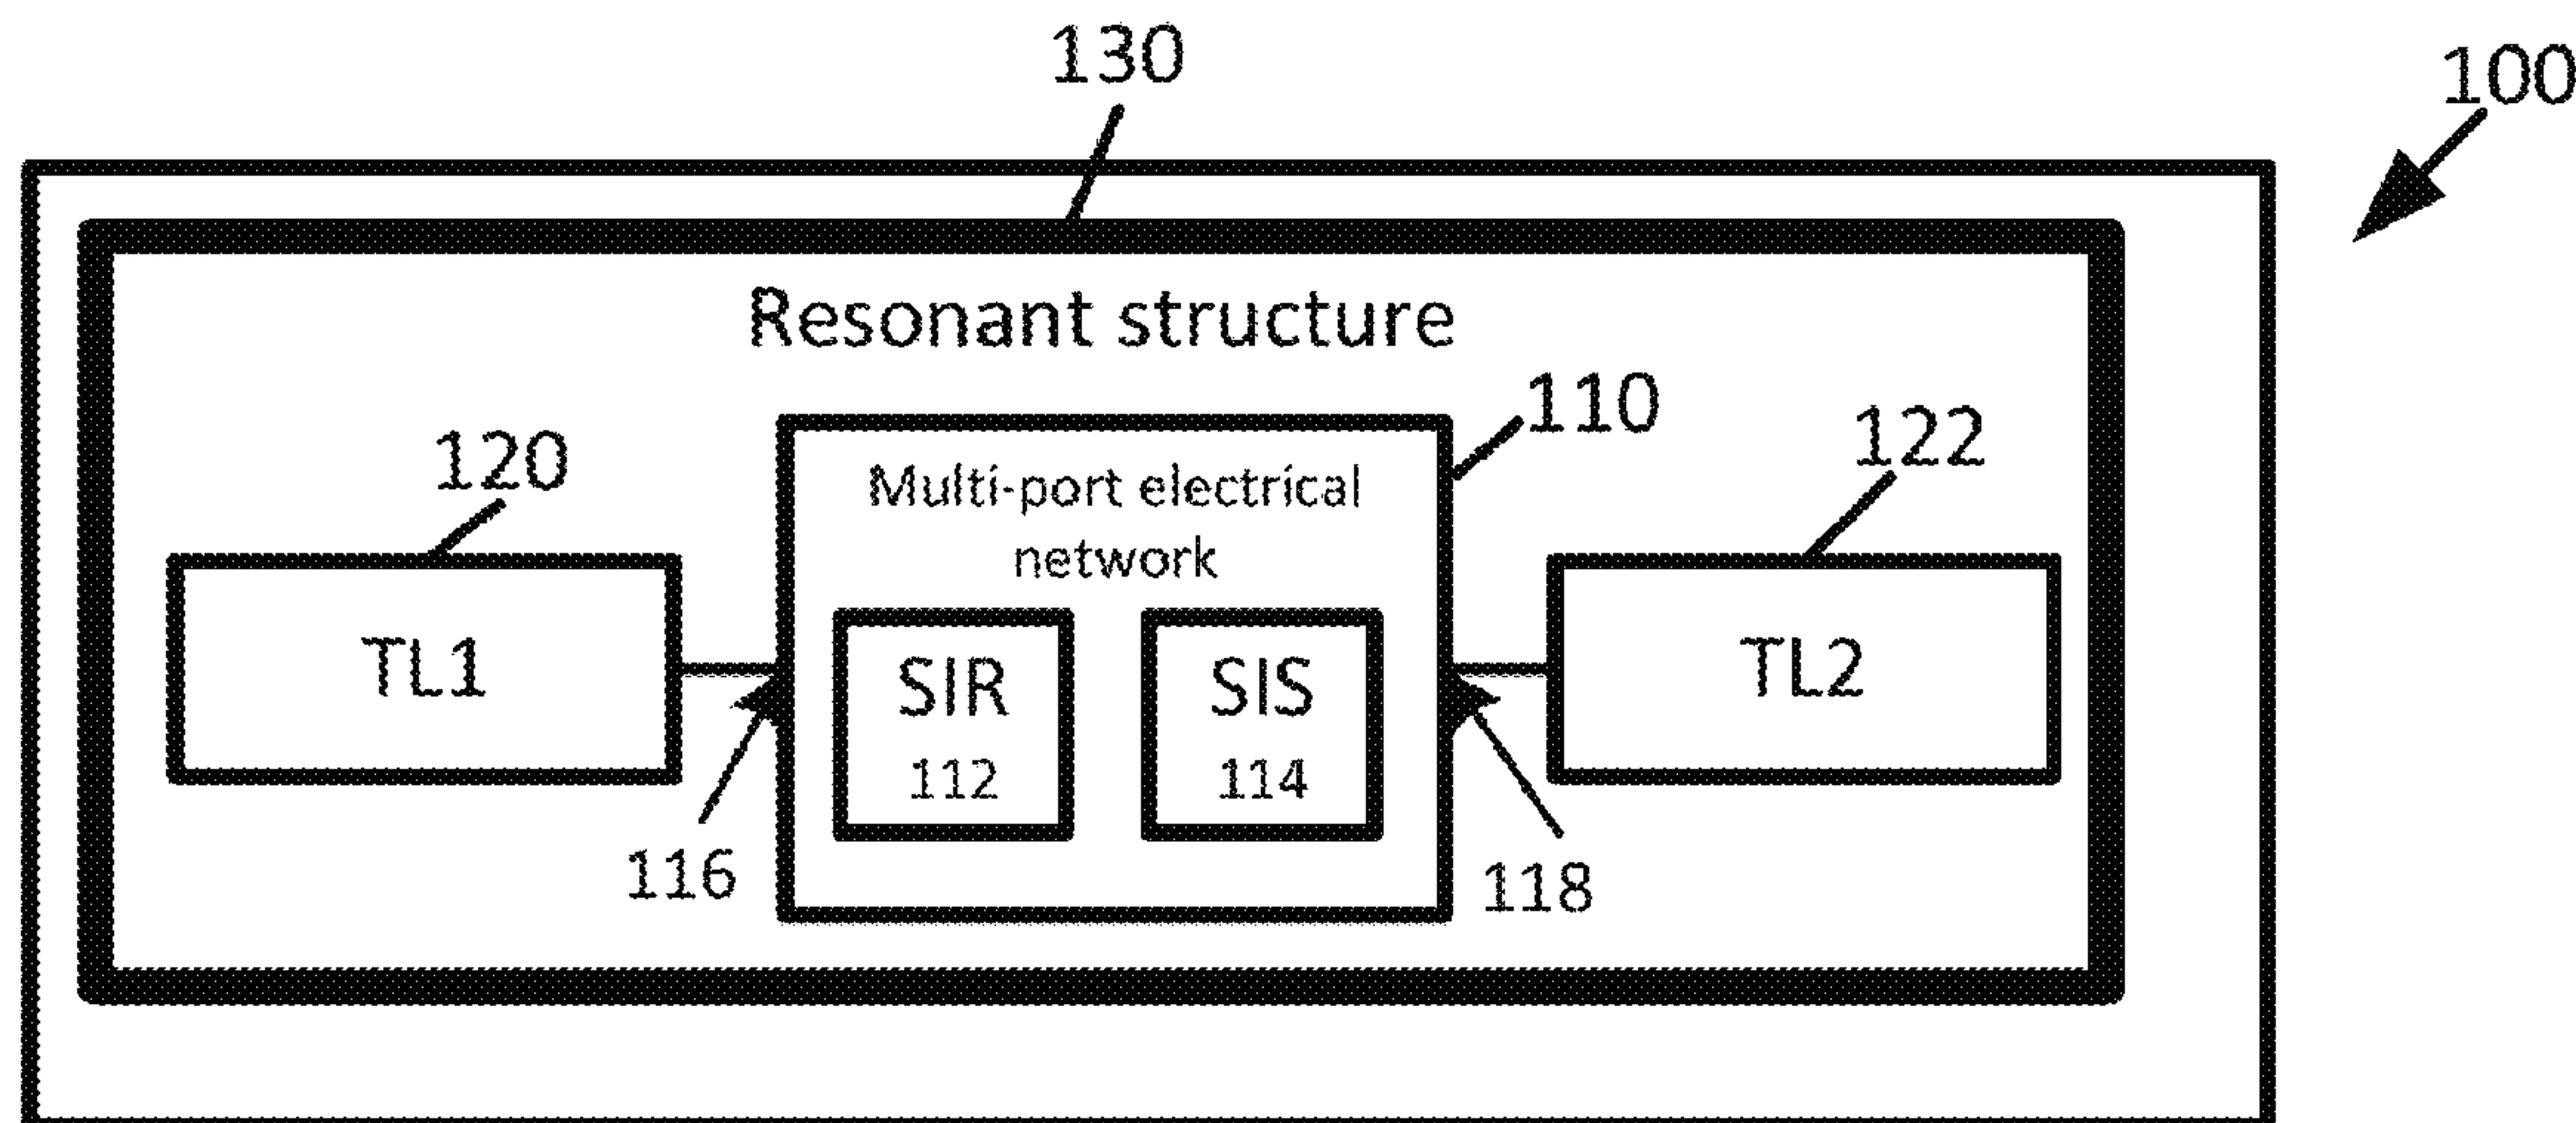 130
100
Resonant structure
110
120
122
Multi-port electrical
network
TL1
SIR
SIS
TL2
112
114
116
118